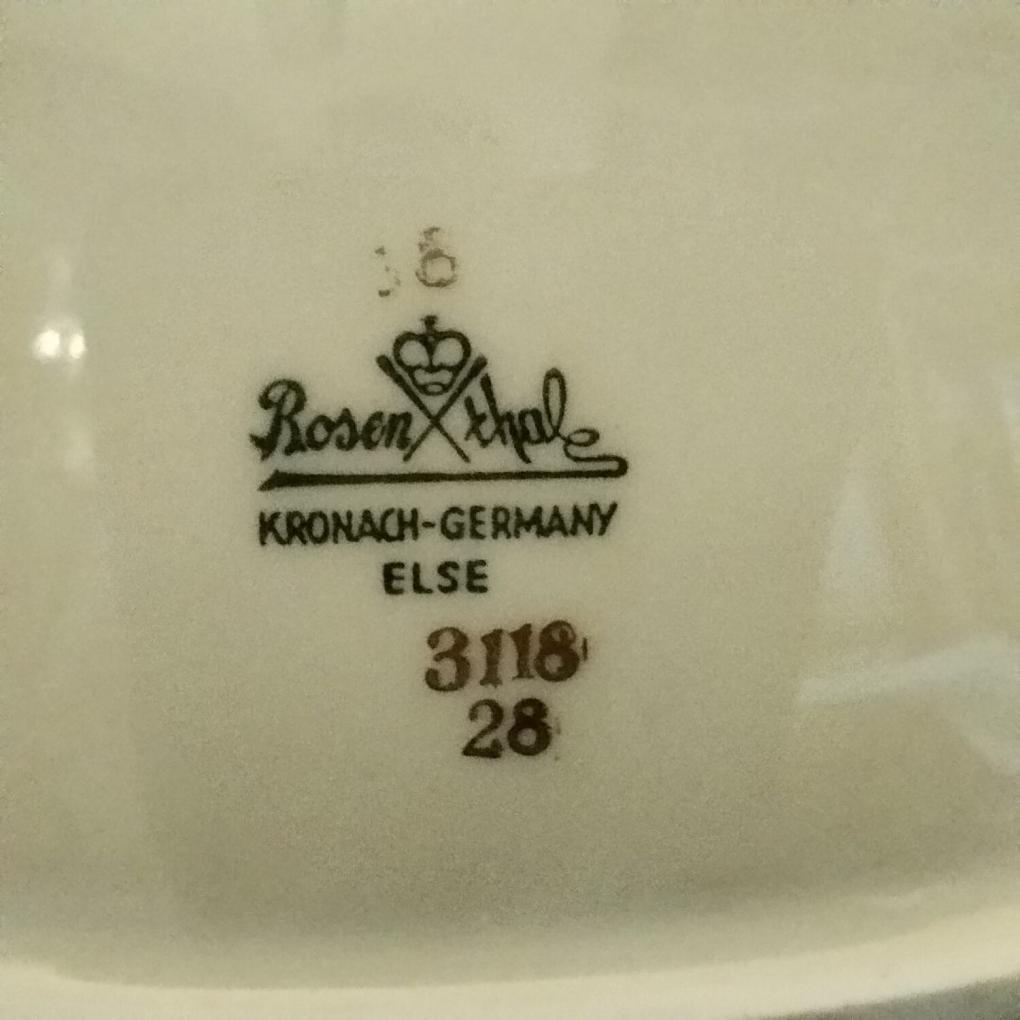 Rosenthal
KRONACH-GERMANY
ELSE
3118
28